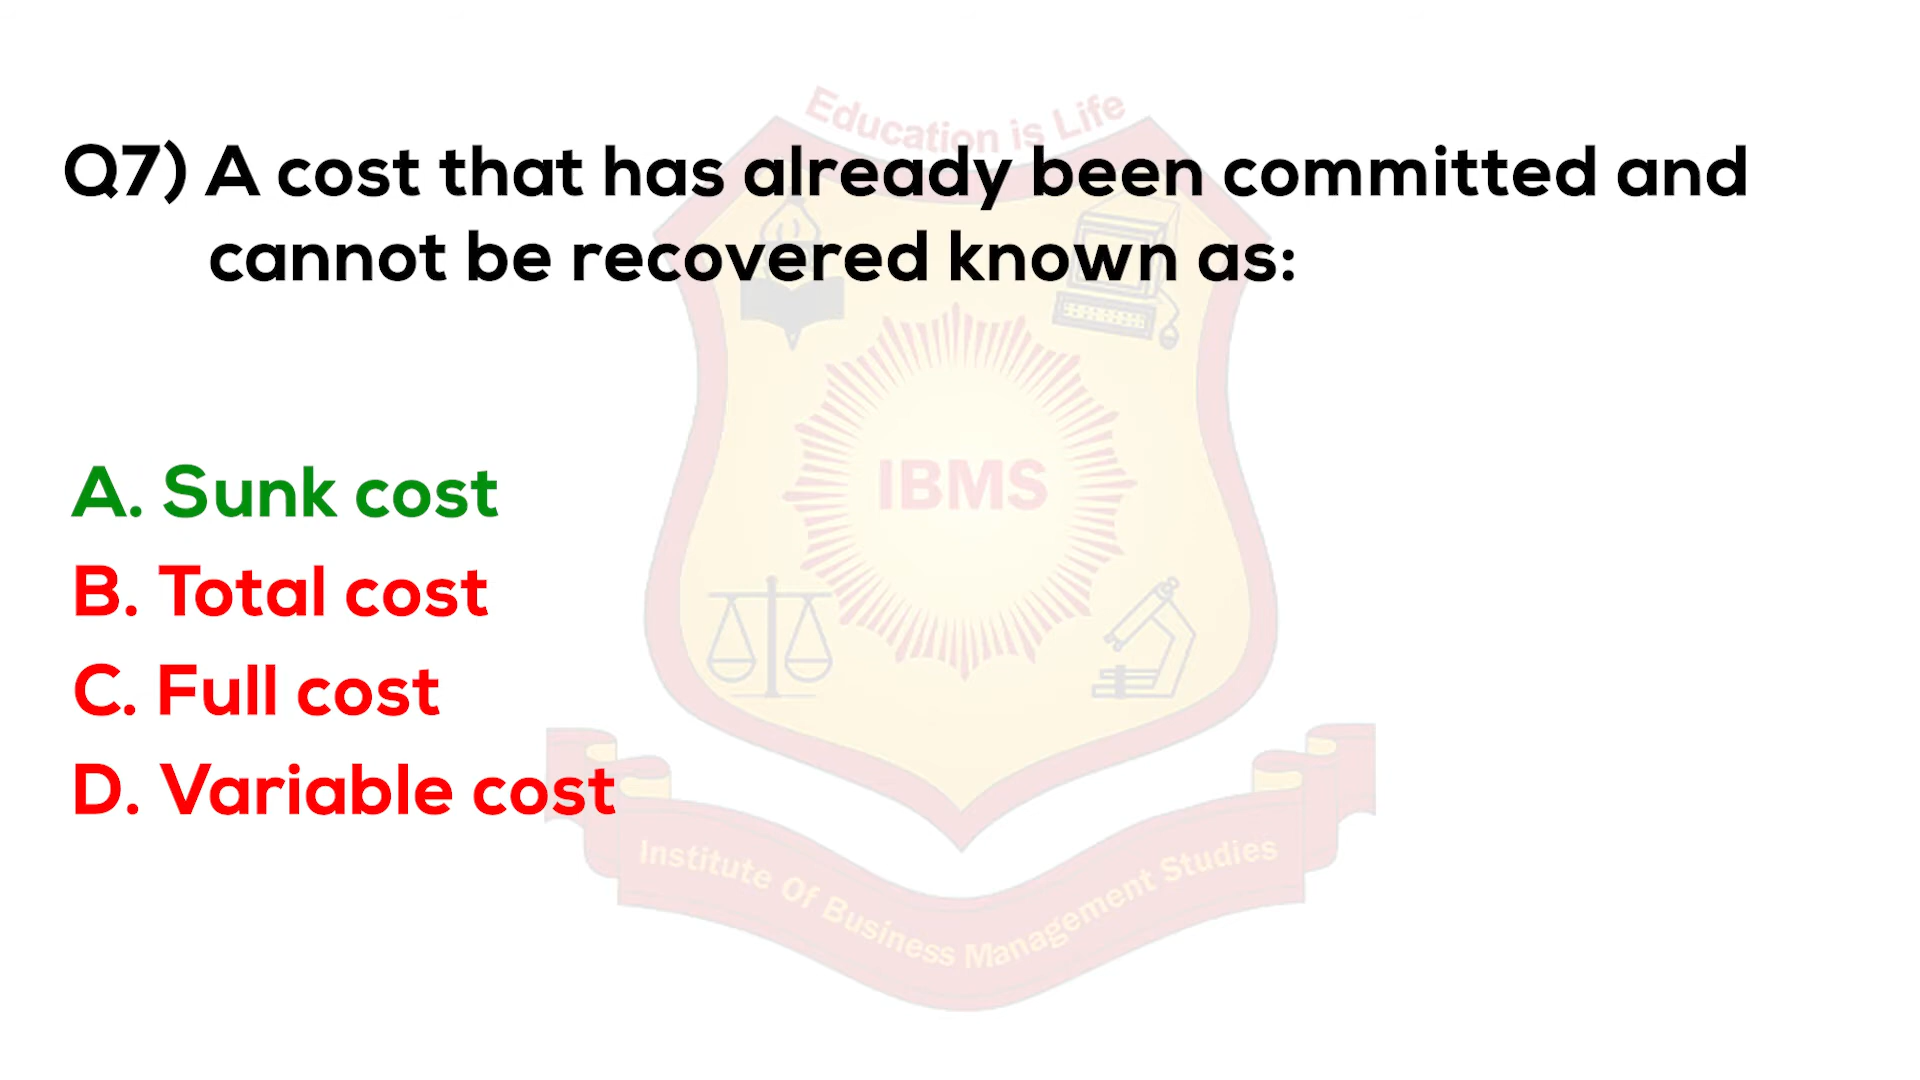 Education is Life
Q7) A cost that has already been committed and
cannot be recovered known as:
IBMS
A. Sunk cost
B. Total cost
C. Full cost
D. Variable cost
Institute Of Business Management Studies